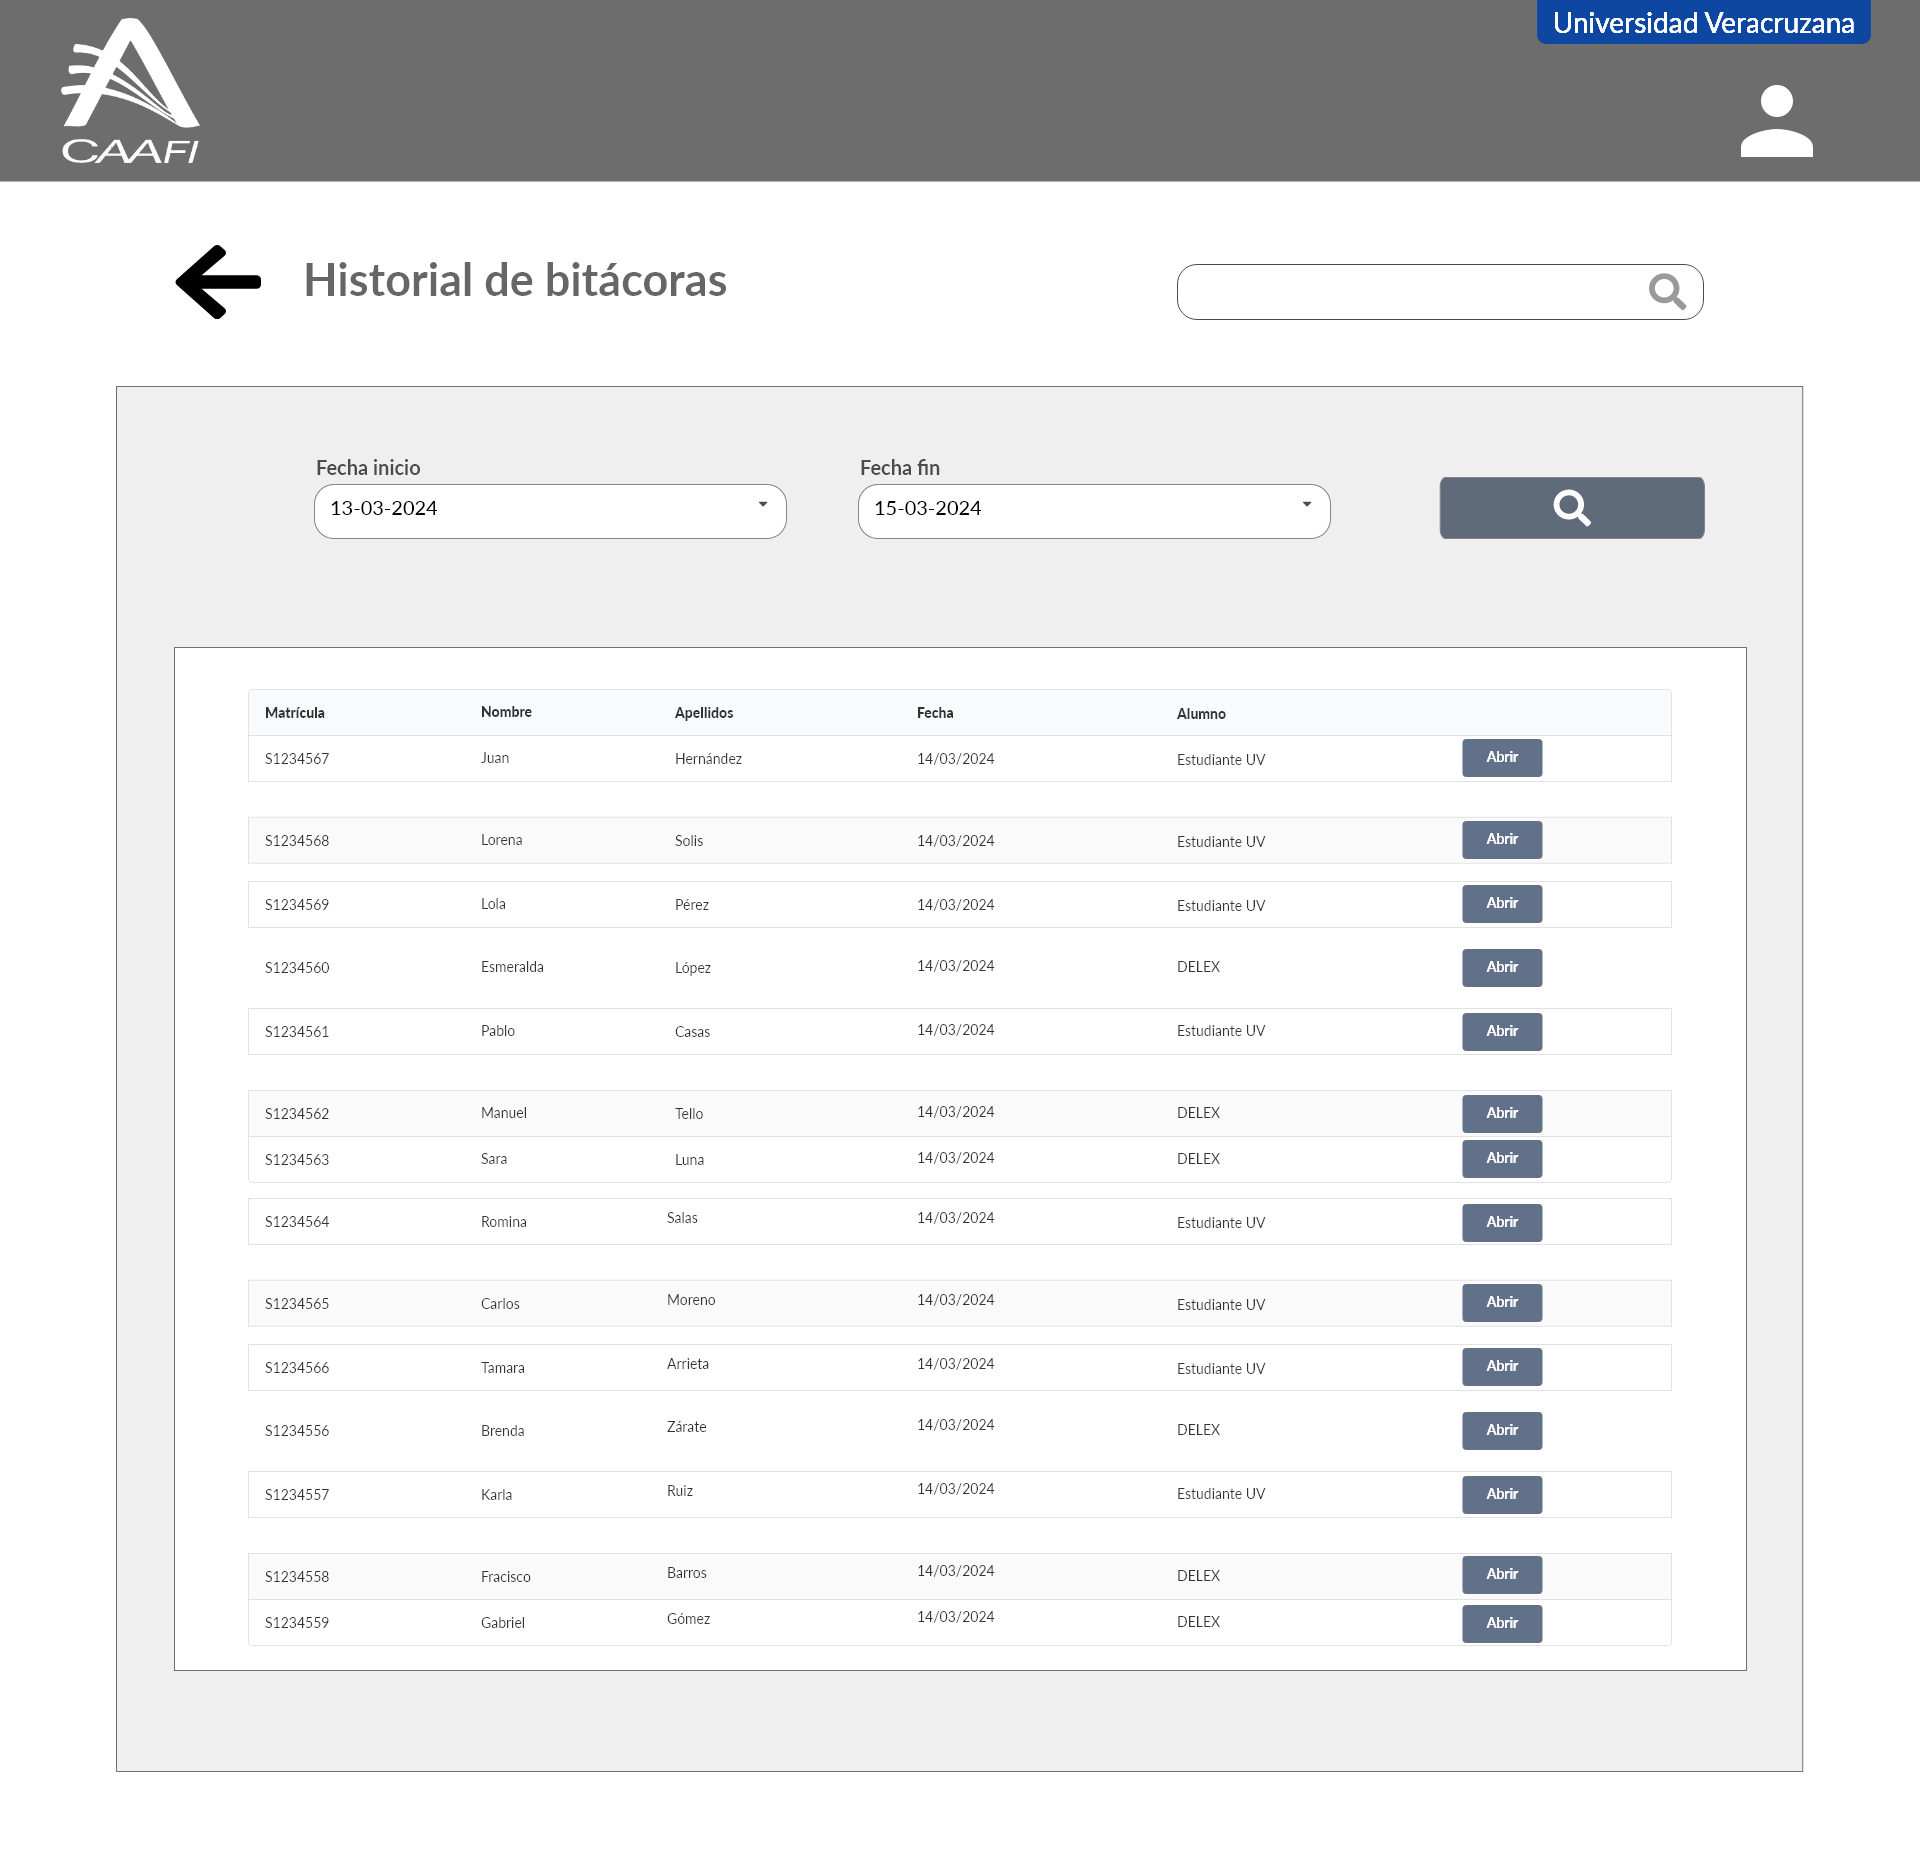 Universidad Veracruzana
CAAFI
Historial de bitácoras
Fecha inicio Fecha fin
13-03-2024 15-03-2024
Matrícula Nombre Apellidos Fecha Alumno
S1234567 Juan Hernández 14/03/2024 Estudiante UV Abrir
S1234568 Lorena Solis 14/03/2024 Estudiante UV Abrir
S1234569 Lola Pérez 14/03/2024 Estudiante UV Abrir
S1234560 Esmeralda López 14/03/2024 DELEX Abrir
S1234561 Pablo Casas 14/03/2024 Estudiante UV Abrir
S1234562 Manuel Tello 14/03/2024 DELEX Abrir
S1234563 Sara Luna 14/03/2024 DELEX Abrir
S1234564 Romina Salas 14/03/2024 Estudiante UV Abrir
S1234565 Carlos Moreno 14/03/2024 Estudiante UV Abrir
S1234566 Tamara Arrieta 14/03/2024 Estudiante UV Abrir
S1234556 Brenda Zárate 14/03/2024 DELEX Abrir
S1234557 Karla Ruiz 14/03/2024 Estudiante UV Abrir
S1234558 Fracisco Barros 14/03/2024 DELEX Abrir
S1234559 Gabriel Gómez 14/03/2024 DELEX Abrir